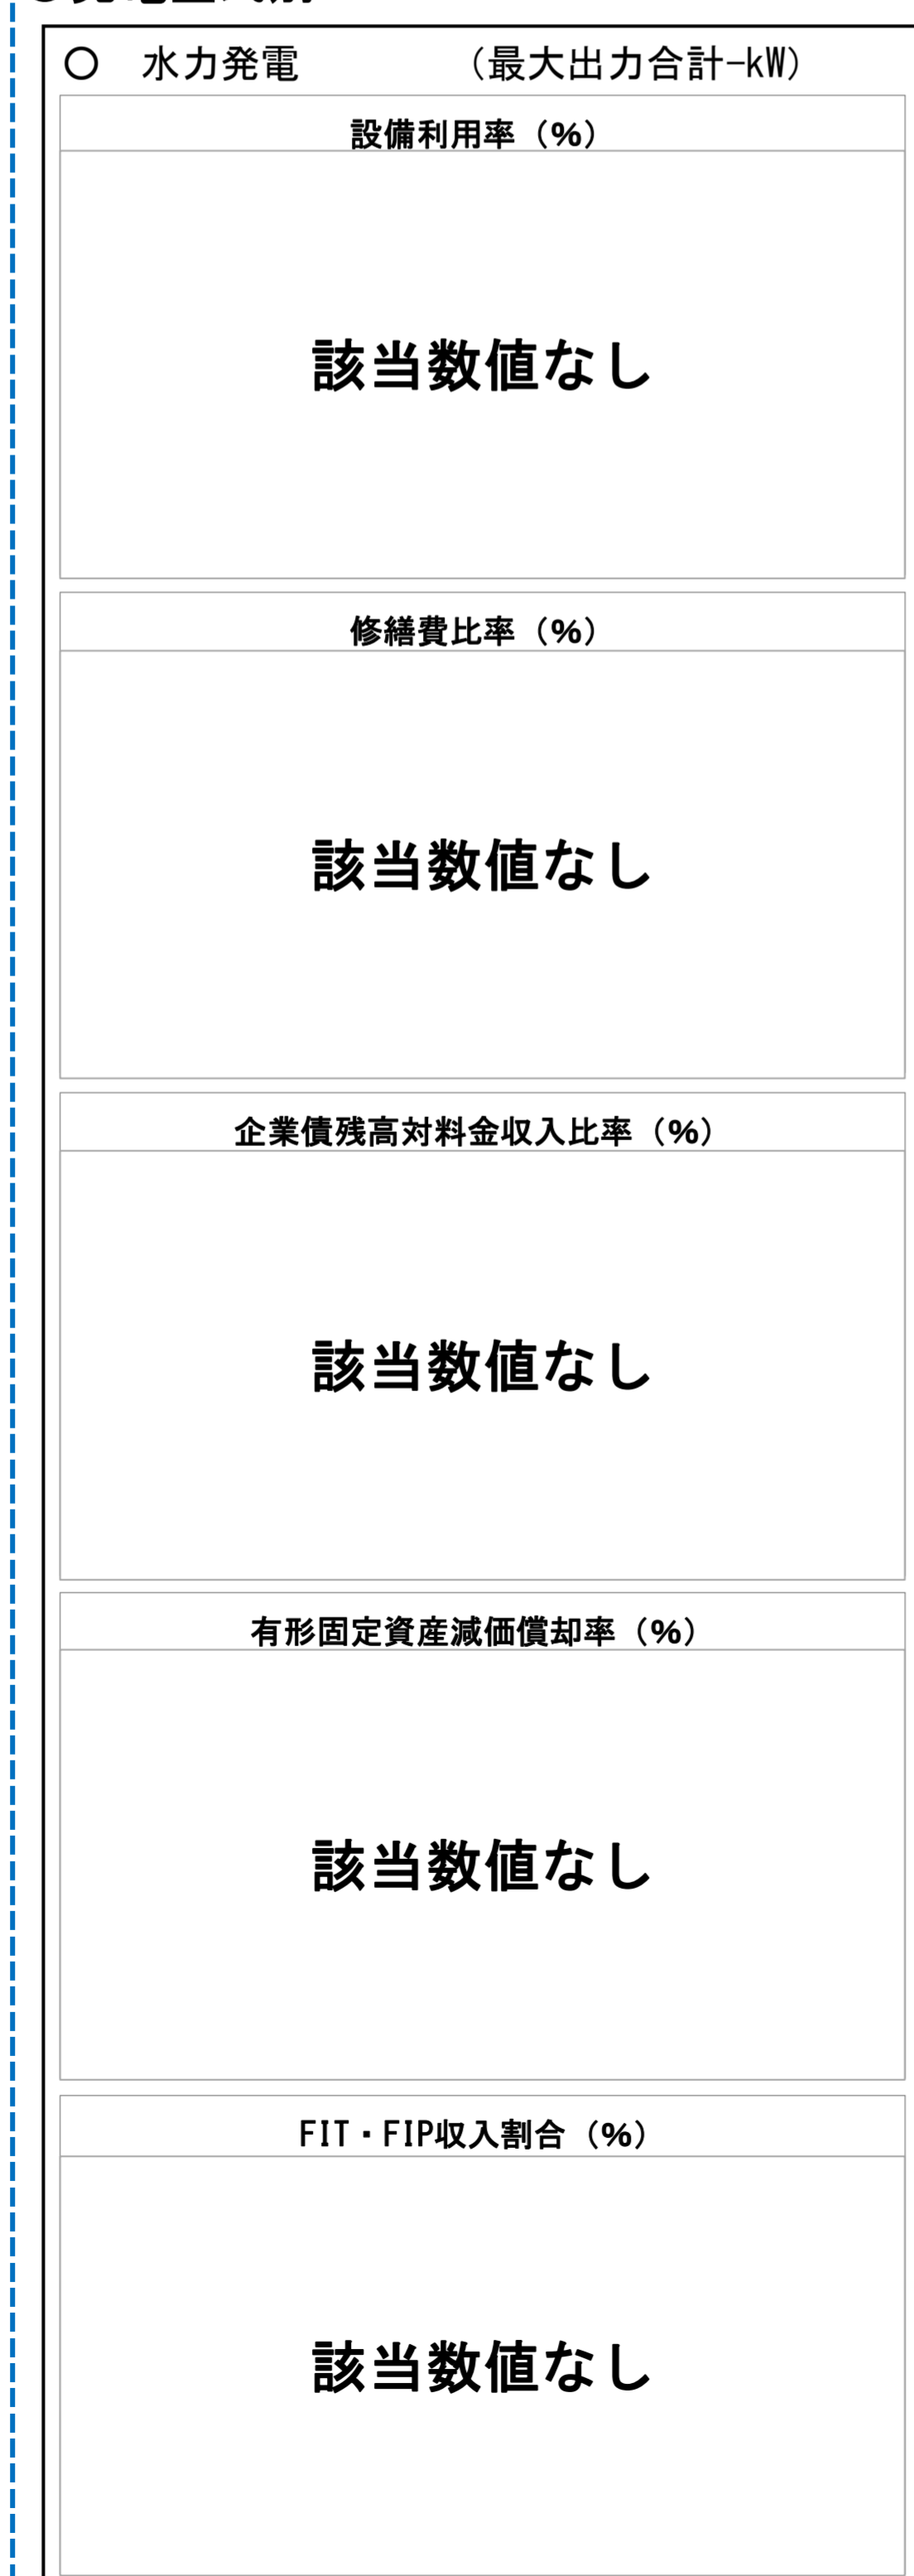 ○　水力発電　　　　（最大出力合計-kW）
設備利用率（%）
該当数値なし
修繕費比率（%）
該当数値なし
企業債残高対料金収入比率（%）
該当数値なし
有形固定資産減価償却率（%）
該当数値なし
FIT・FIP収入割合（%）
該当数値なし